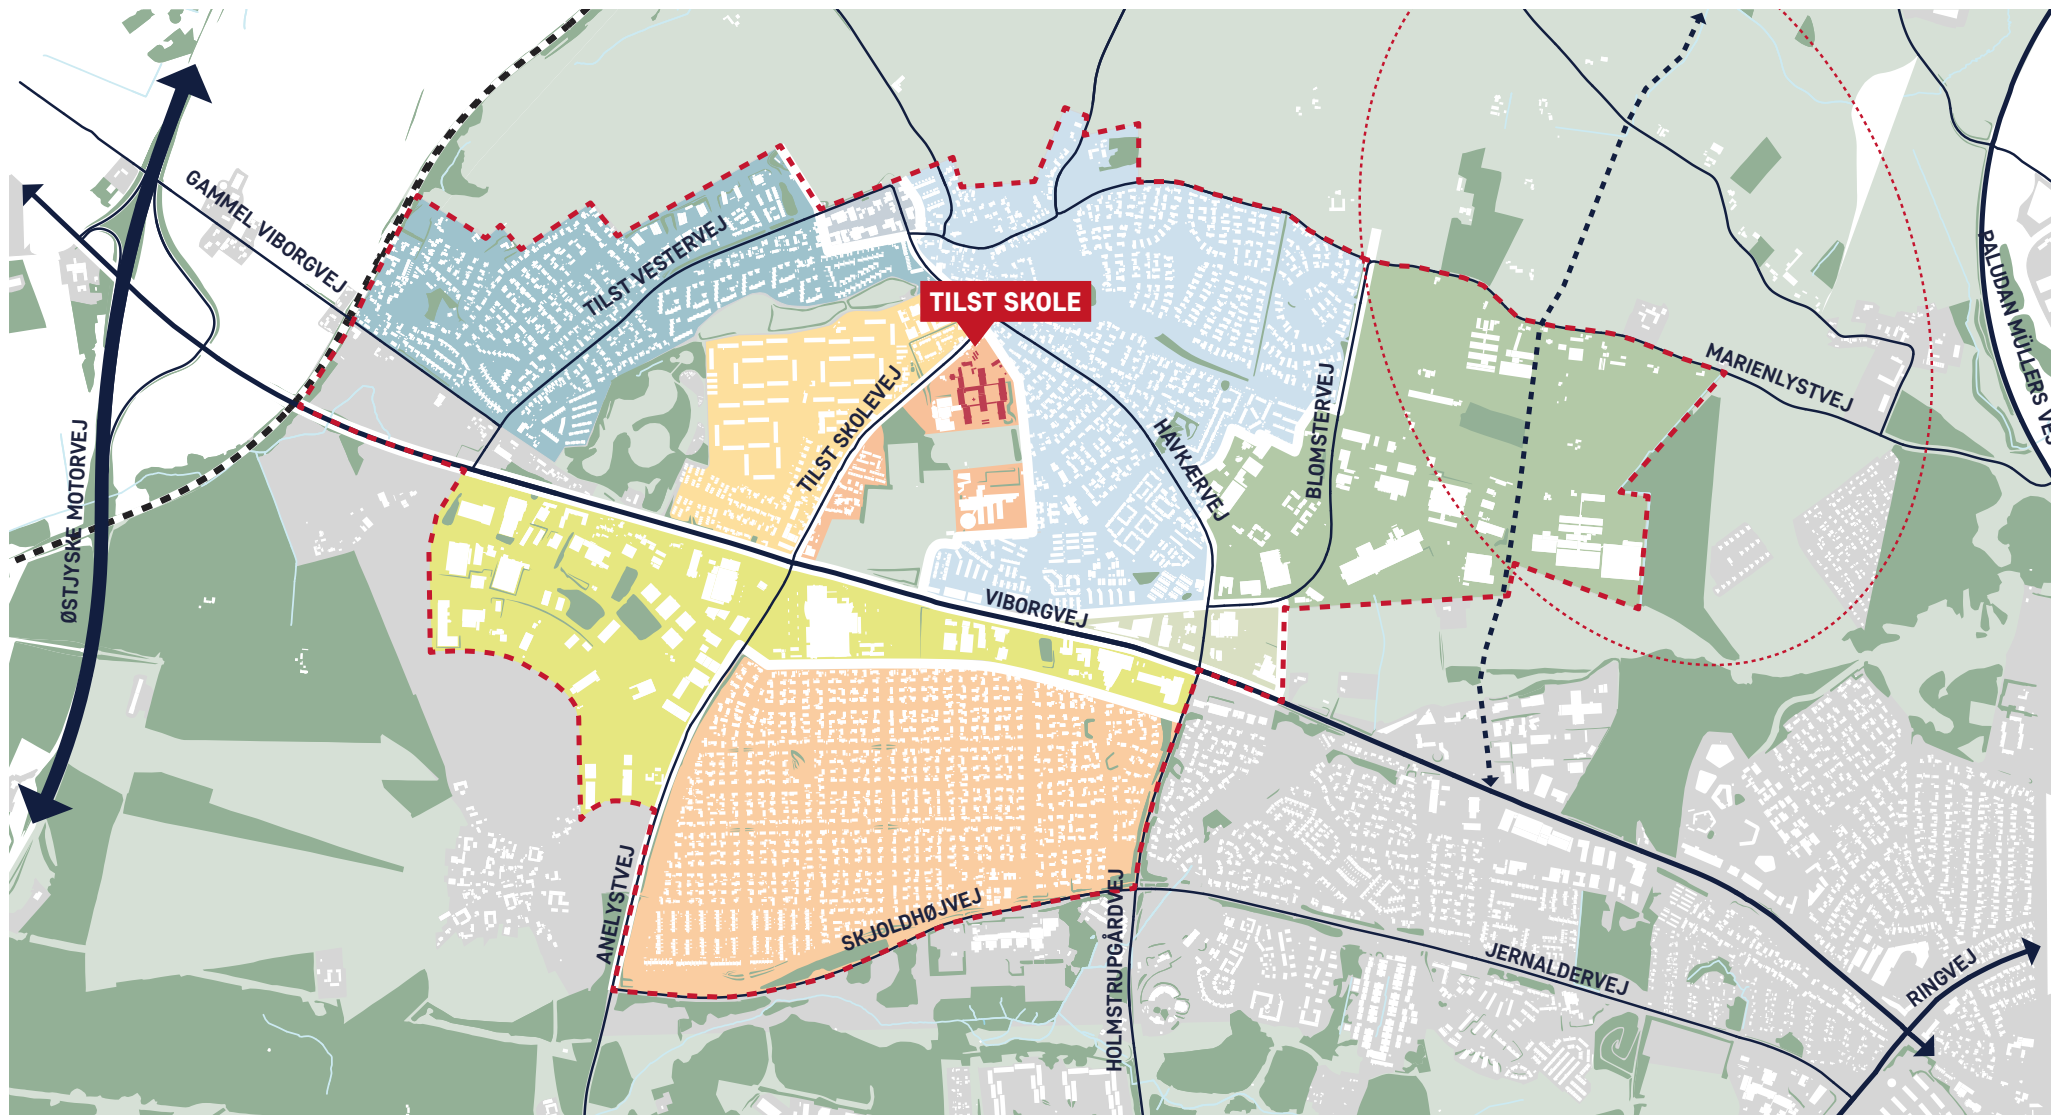 GAMMEL VIBORGVEJ
TILST VESTERVEJ
TILST SKOLE
PALUDAN MÜLLERS VEJ
MARIENLYSTVEJ
TILST SKOLEVEJ
HAVKÆRVEJ
BLOMSTERVEJ
ØSTJYSKE MOTORVEJ
VIBORGVEJ
ANELYSTVEJ
SKJOLDHØJVEJ
HOLMSTRUPGÅRDVEJ
JERNALDERVEJ
RINGVEJ